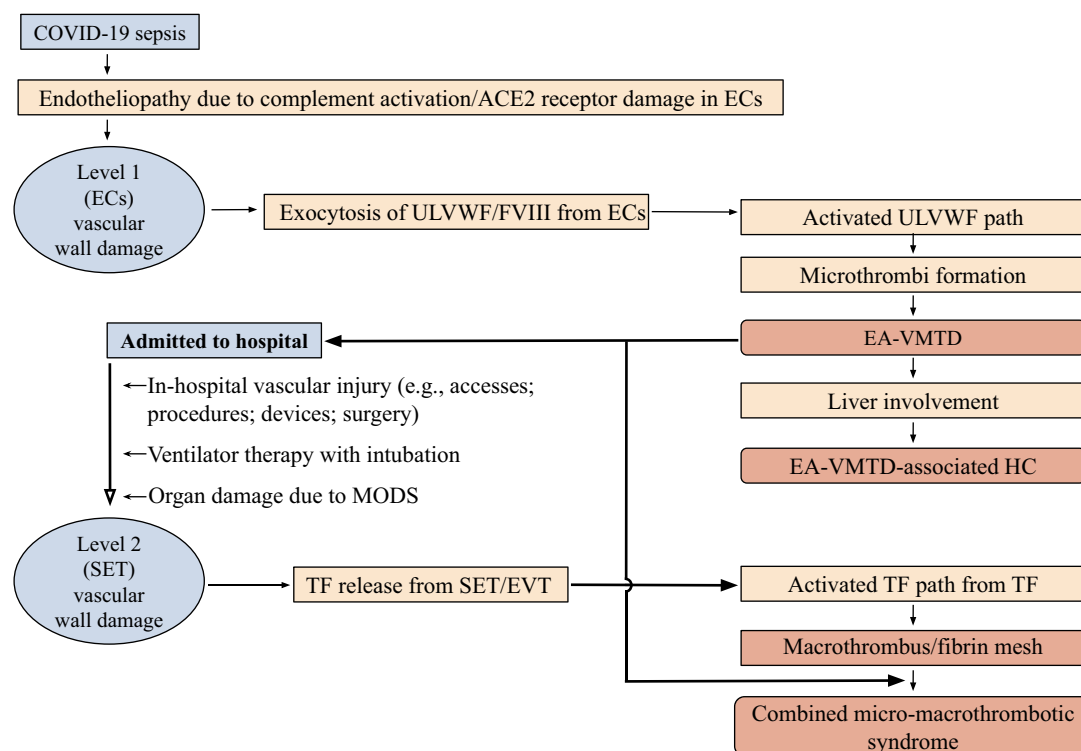 COVID-19 sepsis
Endotheliopathy due to complement activation/ACE2 receptor damage in ECs
Level 1
(ECs)
vascular
wall damage
Exocytosis of ULVWF/FVIII from ECs
Activated ULVWF path
Microthrombi formation
EA-VMTD
Admitted to hospital
Liver involvement
EA-VMTD-associated HC
In-hospital vascular injury (e.g., accesses;
procedures; devices; surgery)
Ventilator therapy with intubation
Organ damage due to MODS
Level 2
(SET)
vascular
wall damage
TF release from SET/EVT
Activated TF path from TF
Macrothrombus/fibrin mesh
Combined micro-macrothrombotic
syndrome